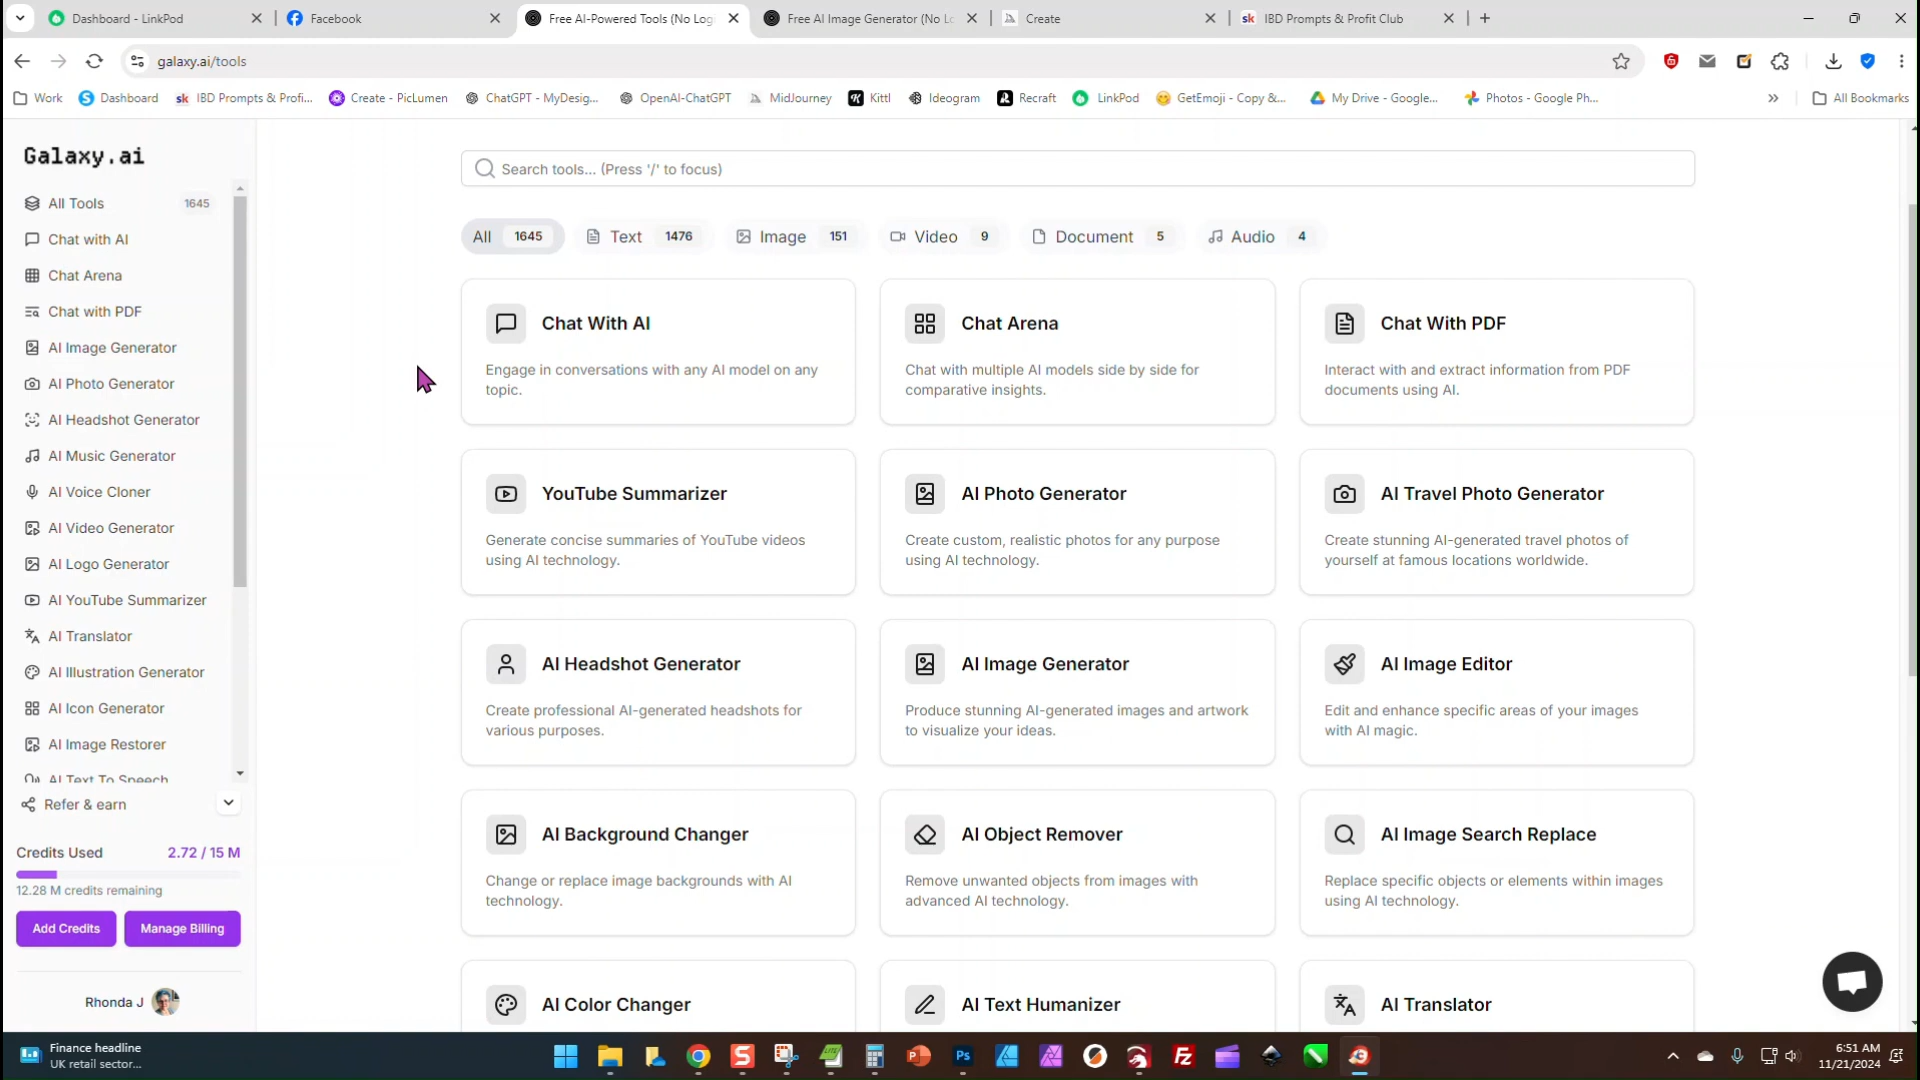 Dashboard - LinkPod
Facebook
Free AI-Powered Tools (No Log
Free AI Image Generator (No Lo
Create
IBD Prompts & Profit Club
galaxy.ai/tools
Work
Dashboard
IBD Prompts & Profi...
Create - PicLumen
ChatGPT - MyDesig...
OpenAI-ChatGPT
MidJourney
Kittl
Ideogram
Recraft
LinkPod
GetEmoji - Copy &...
My Drive - Google...
Photos - Google Ph...
All Bookmarks
Galaxy.ai
All Tools 1645
Chat with AI
Chat Arena
Chat with PDF
AI Image Generator
AI Photo Generator
AI Headshot Generator
AI Music Generator
AI Voice Cloner
AI Video Generator
AI Logo Generator
AI YouTube Summarizer
AI Translator
AI Illustration Generator
AI Icon Generator
AI Image Restorer
AI Text To Speech
Refer & earn
Credits Used 2.72 / 15 M
12.28 M credits remaining
Add Credits Manage Billing
Rhonda J
Search tools... (Press '/' to focus)
All 1645 Text 1476 Image 151 Video 9 Document 5 Audio 4
Chat With AI
Engage in conversations with any AI model on any
topic.
Chat Arena
Chat with multiple AI models side by side for
comparative insights.
Chat With PDF
Interact with and extract information from PDF
documents using AI.
YouTube Summarizer
Generate concise summaries of YouTube videos
using AI technology.
AI Photo Generator
Create custom, realistic photos for any purpose
using AI technology.
AI Travel Photo Generator
Create stunning AI-generated travel photos of
yourself at famous locations worldwide.
AI Headshot Generator
Create professional AI-generated headshots for
various purposes.
AI Image Generator
Produce stunning AI-generated images and artwork
to visualize your ideas.
AI Image Editor
Edit and enhance specific areas of your images
with AI magic.
AI Background Changer
Change or replace image backgrounds with AI
technology.
AI Object Remover
Remove unwanted objects from images with
advanced AI technology.
AI Image Search Replace
Replace specific objects or elements within images
using AI technology.
AI Color Changer
AI Text Humanizer
AI Translator
Finance headline
UK retail sector...
6:51 AM
11/21/2024